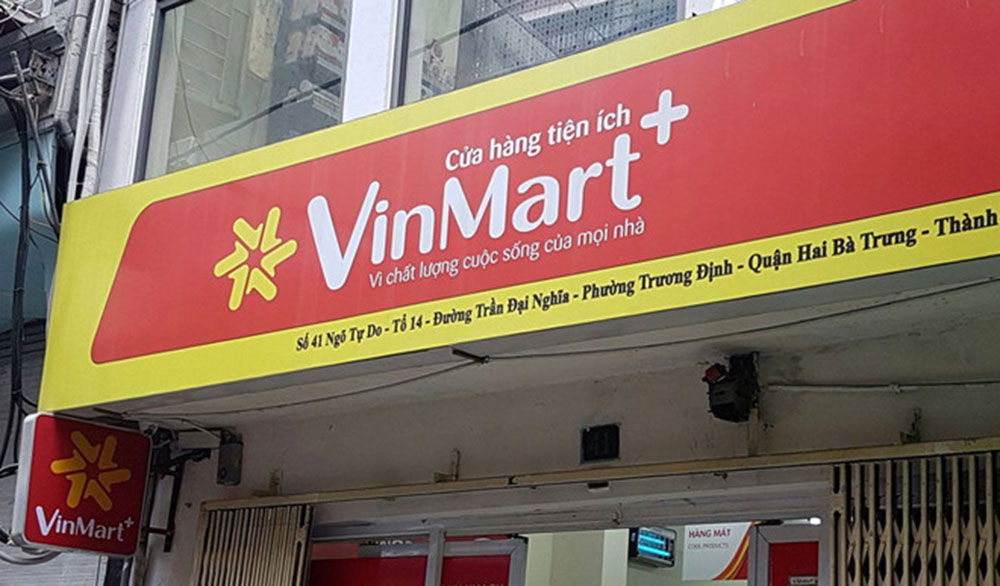 Cửa hàng tiện ích
VinMart+
Vì chất lượng cuộc sống của mọi nhà
Số 41 Ngõ Tự Do - Tổ 14 - Đường Trần Đại Nghĩa - Phường Trương Định - Quận Hai Bà Trưng - Thành
VinMart+
HÀNG MÁT
COOL PRODUCTS